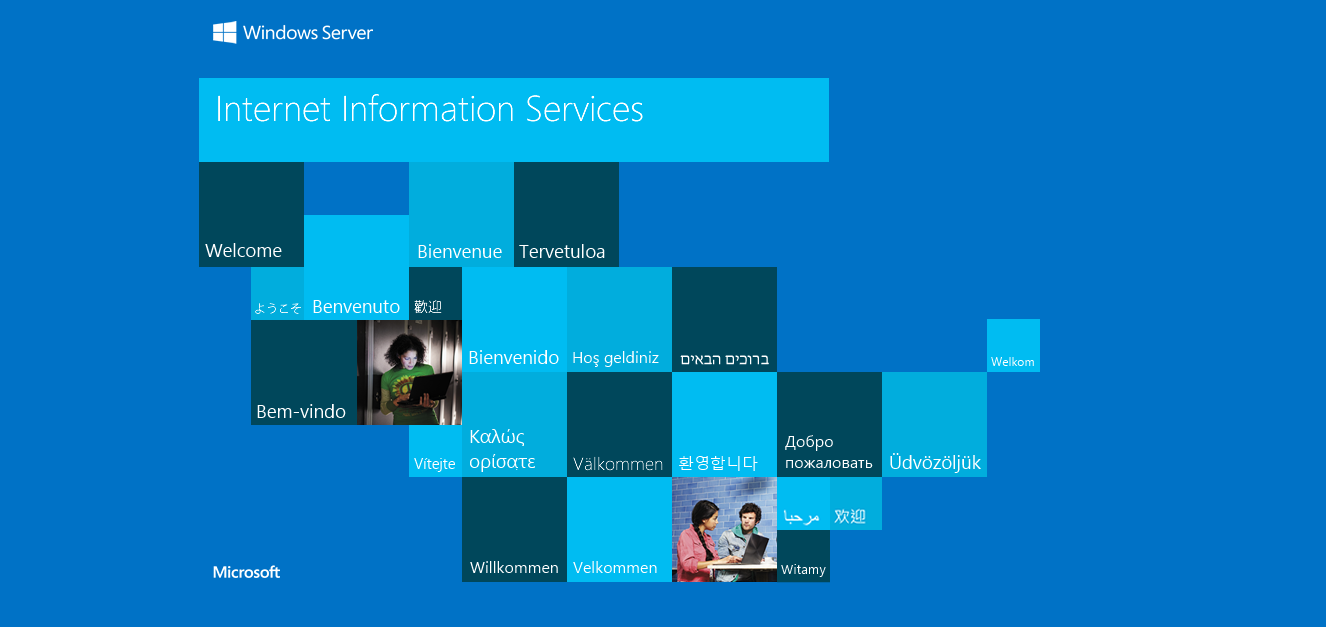 Windows Server
Internet Information Services
Welcome
Bienvenue
Tervetuloa
ようこそ
Benvenuto
歡迎
Bienvenido
Hoş geldiniz
ברוכים הבאים
Welkom
Bem-vindo
Vítejte
Καλώς
ορίσατε
Välkommen
환영합니다
Добро
пожаловать
Üdvözöljük
مرحبا
欢迎
Willkommen
Velkommen
Witamy
Microsoft